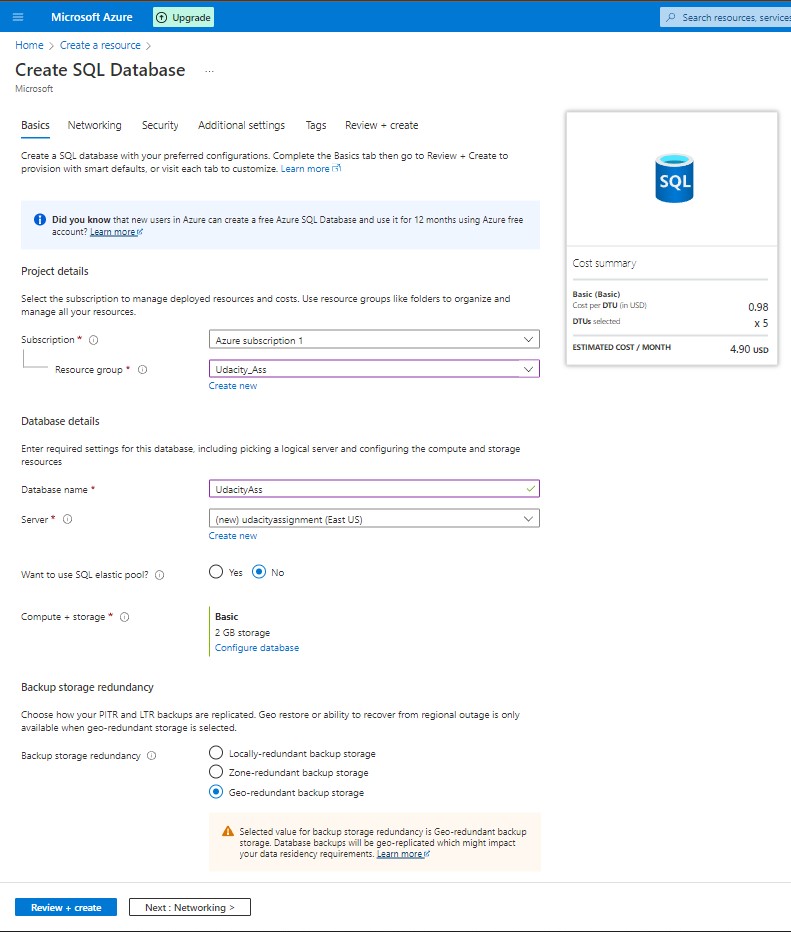 Microsoft Azure
Upgrade
Search resources, services
Home > Create a resource >
Create SQL Database ...
Microsoft
Basics Networking Security Additional settings Tags Review + create
Create a SQL database with your preferred configurations. Complete the Basics tab then go to Review + Create to
provision with smart defaults, or visit each tab to customize. Learn more
Did you know that new users in Azure can create a free Azure SQL Database and use it for 12 months using Azure free
account? Learn more
Project details
Select the subscription to manage deployed resources and costs. Use resource groups like folders to organize and
manage all your resources.
Subscription *
Azure subscription 1
Resource group *
Udacity_Ass
Create new
Database details
Enter required settings for this database, including picking a logical server and configuring the compute and storage
resources
Database name *
UdacityAss
Server *
(new) udacityassignment (East US)
Create new
Want to use SQL elastic pool?
Yes No
Compute + storage *
Basic
2 GB storage
Configure database
Backup storage redundancy
Choose how your PITR and LTR backups are replicated. Geo restore or ability to recover from regional outage is only
available when geo-redundant storage is selected.
Backup storage redundancy
Locally-redundant backup storage
Zone-redundant backup storage
Geo-redundant backup storage
Selected value for backup storage redundancy is Geo-redundant backup
storage. Database backups will be geo-replicated which might impact
your data residency requirements. Learn more
Review + create
Next : Networking >
SQL
Cost summary
Basic (Basic)
Cost per DTU (in USD) 0.98
DTUs selected x 5
ESTIMATED COST / MONTH 4.90 USD